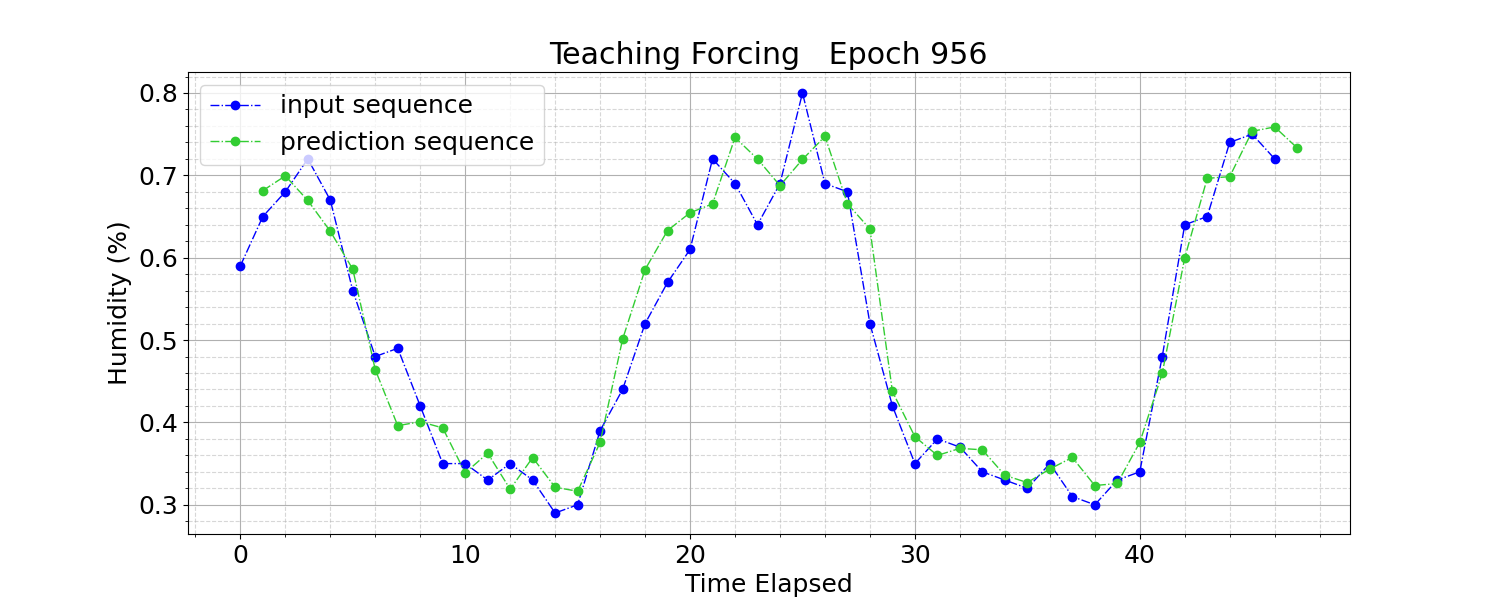 Teaching Forcing   Epoch 956
input sequence
prediction sequence
Humidity (%)
0.8
0.7
0.6
0.5
0.4
0.3
0 10 20 30 40
Time Elapsed